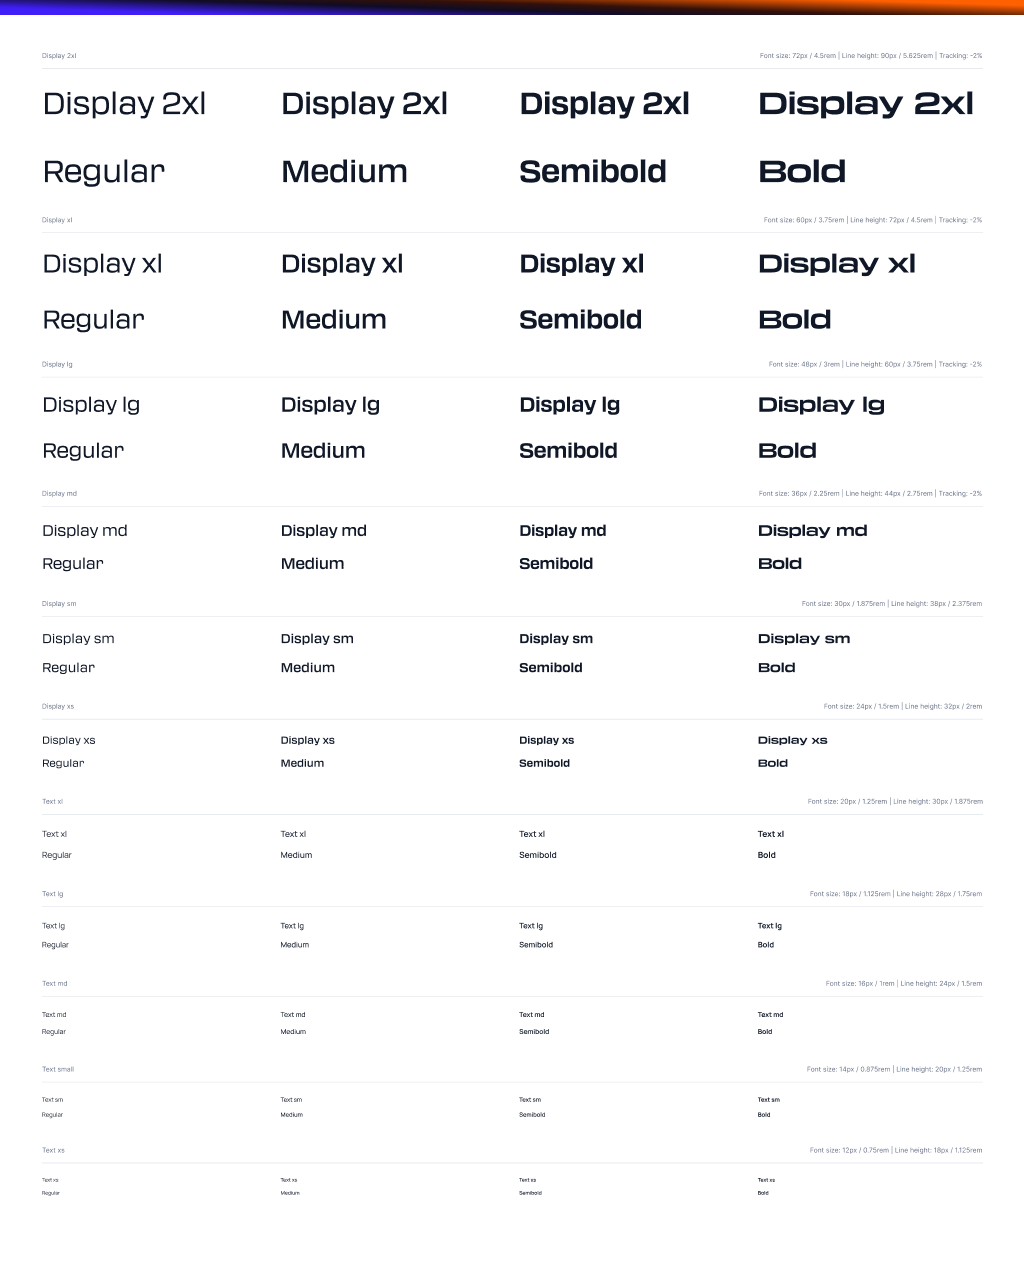 Display 2xl
Font size: 72px / 4.5rem | Line height: 90px / 5.625rem | Tracking: -2%
Display 2xl Display 2xl Display 2xl Display 2xl
Regular Medium Semibold Bold
Display xl
Font size: 60px / 3.75rem | Line height: 72px / 4.5rem | Tracking: -2%
Display xl Display xl Display xl Display xl
Regular Medium Semibold Bold
Display lg
Font size: 48px / 3rem | Line height: 60px / 3.75rem | Tracking: -2%
Display lg Display lg Display lg Display lg
Regular Medium Semibold Bold
Display md
Font size: 36px / 2.25rem | Line height: 44px / 2.75rem | Tracking: -2%
Display md Display md Display md Display md
Regular Medium Semibold Bold
Display sm
Font size: 30px / 1.875rem | Line height: 38px / 2.375rem
Display sm Display sm Display sm Display sm
Regular Medium Semibold Bold
Display xs
Font size: 24px / 1.5rem | Line height: 32px / 2rem
Display xs Display xs Display xs Display xs
Regular Medium Semibold Bold
Text xl
Font size: 20px / 1.25rem | Line height: 30px / 1.875rem
Text xl Text xl Text xl Text xl
Regular Medium Semibold Bold
Text lg
Font size: 18px / 1.125rem | Line height: 28px / 1.75rem
Text lg Text lg Text lg Text lg
Regular Medium Semibold Bold
Text md
Font size: 16px / 1rem | Line height: 24px / 1.5rem
Text md Text md Text md Text md
Regular Medium Semibold Bold
Text small
Font size: 14px / 0.875rem | Line height: 20px / 1.25rem
Text sm Text sm Text sm Text sm
Regular Medium Semibold Bold
Text xs
Font size: 12px / 0.75rem | Line height: 18px / 1.125rem
Text xs Text xs Text xs Text xs
Regular Medium Semibold Bold